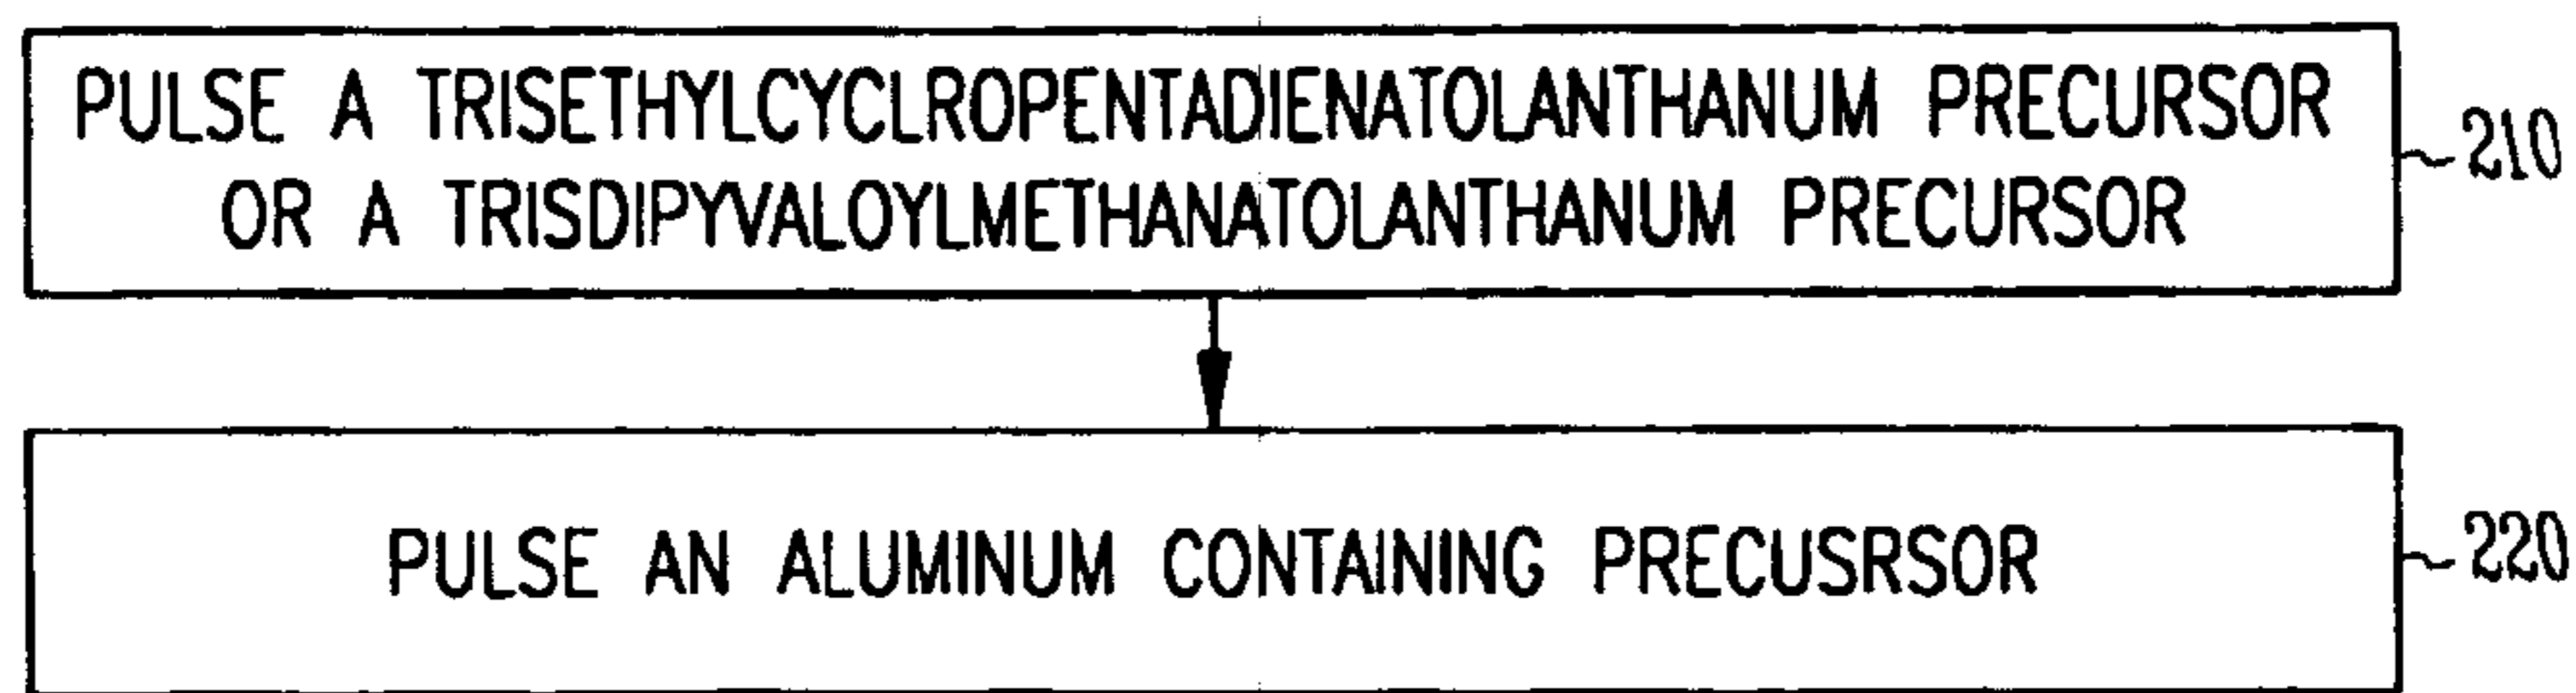 PULSE A TRISETHYLCYCLROPENTADIENATOLANTHANUM PRECURSOR
OR A TRISDIPYVALOYLMETHANATOLANTHANUM PRECURSOR
210
PULSE AN ALUMINUM CONTAINING PRECUSRSOR
220